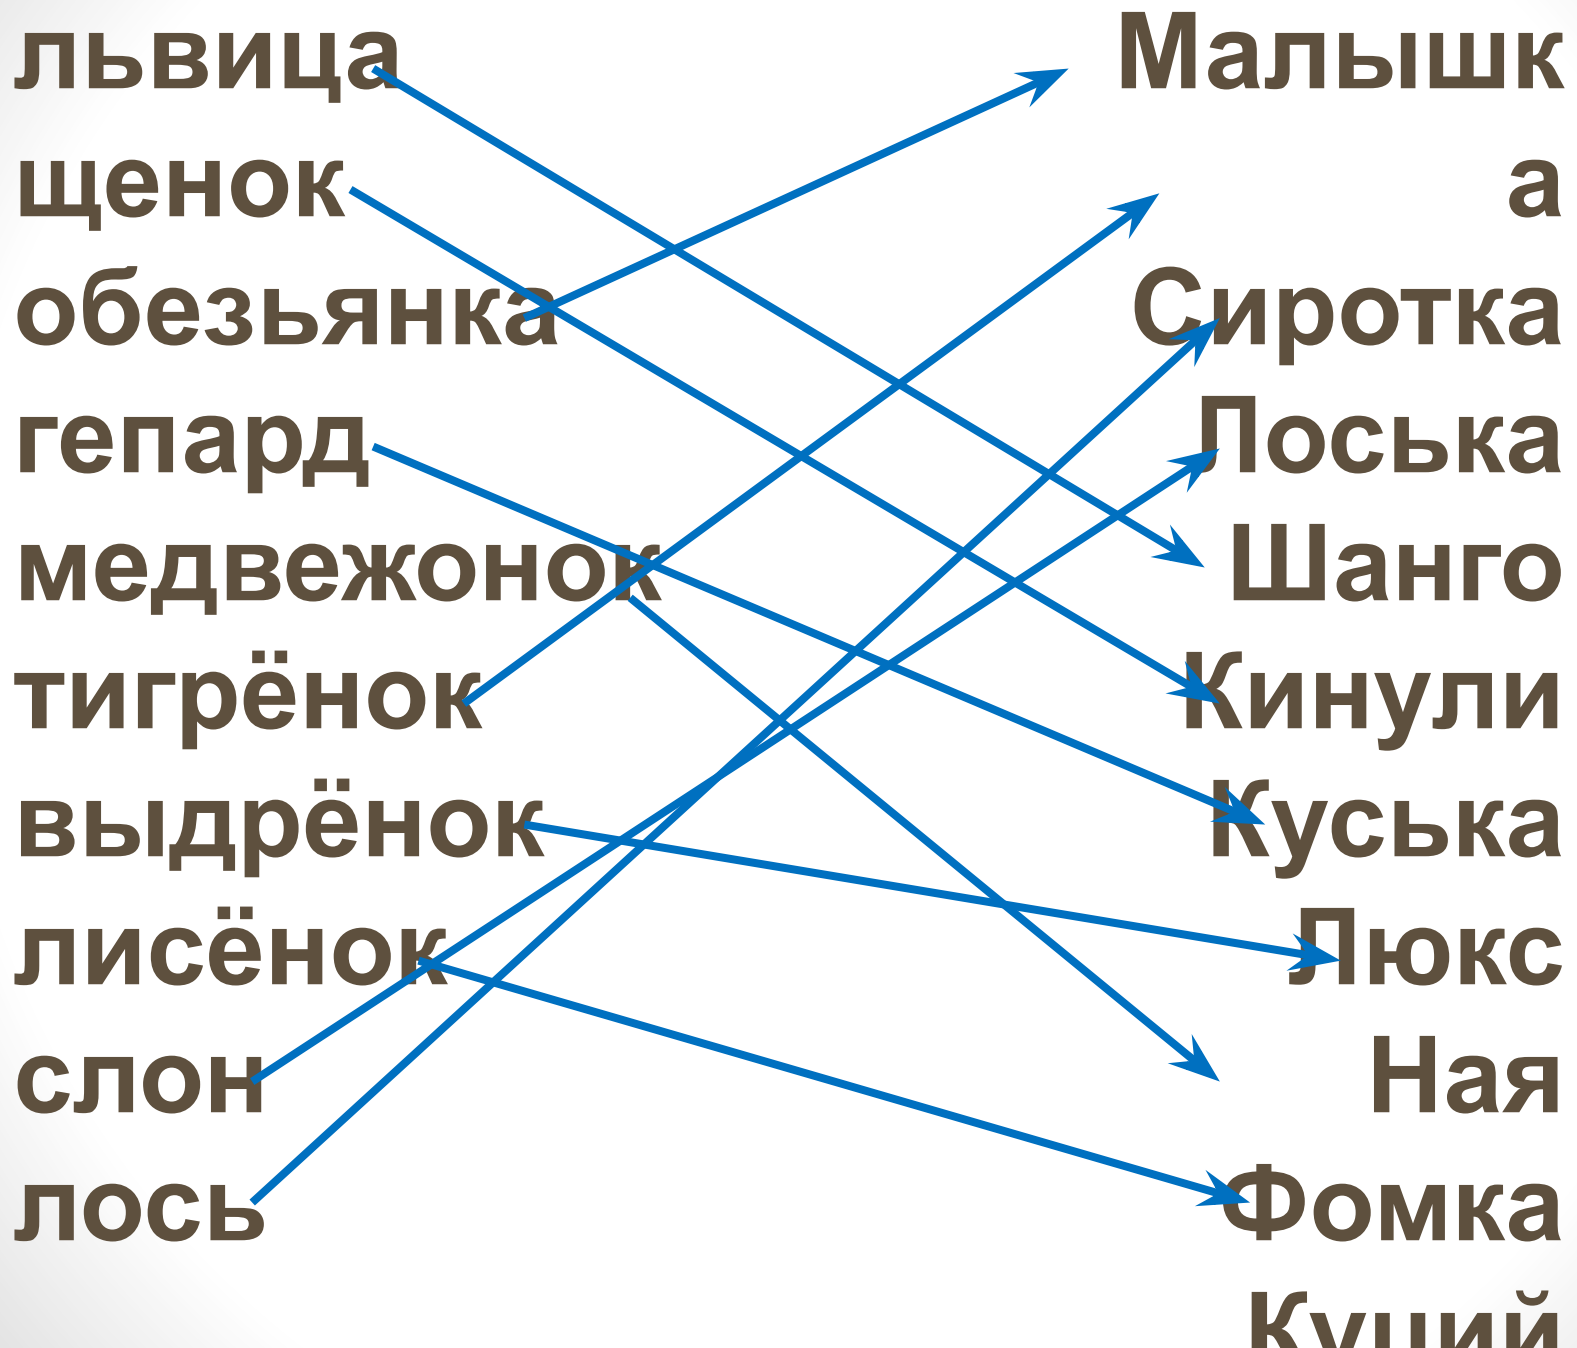 львица
щенок
обезьянка
гепард
медвежонок
тигрёнок
выдрёнок
лисёнок
слон
лось
Малышк
а
Сиротка
Лоська
Шанго
Кинули
Куська
Люкс
Ная
Фомка
Куций